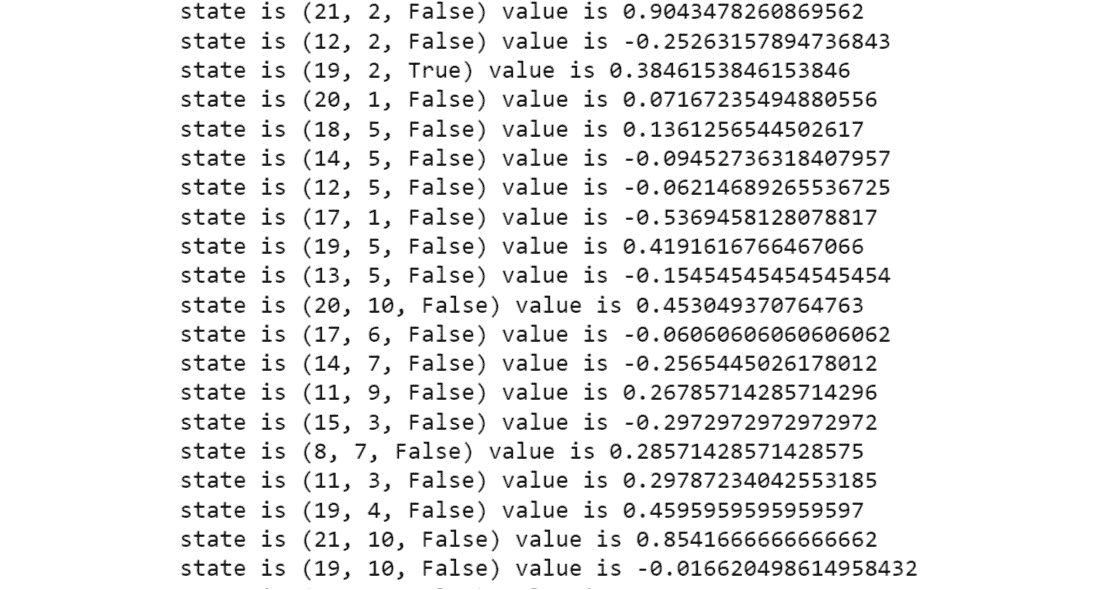 state is (21, 2, False) value is 0.9043478260869562
state is (12, 2, False) value is -0.25263157894736843
state is (19, 2, True) value is 0.3846153846153846
state is (20, 1, False) value is 0.07167235494880556
state is (18, 5, False) value is 0.1361256544502617
state is (14, 5, False) value is -0.09452736318407957
state is (12, 5, False) value is -0.06214689265536725
state is (17, 1, False) value is -0.5369458128078817
state is (19, 5, False) value is 0.4191616766467066
state is (13, 5, False) value is -0.15454545454545454
state is (20, 10, False) value is 0.453049370764763
state is (17, 6, False) value is -0.06060606060606062
state is (14, 7, False) value is -0.2565445026178012
state is (11, 9, False) value is 0.26785714285714296
state is (15, 3, False) value is -0.2972972972972972
state is (8, 7, False) value is 0.28571428571428575
state is (11, 3, False) value is 0.29787234042553185
state is (19, 4, False) value is 0.4595959595959597
state is (21, 10, False) value is 0.8541666666666662
state is (19, 10, False) value is -0.016620498614958432